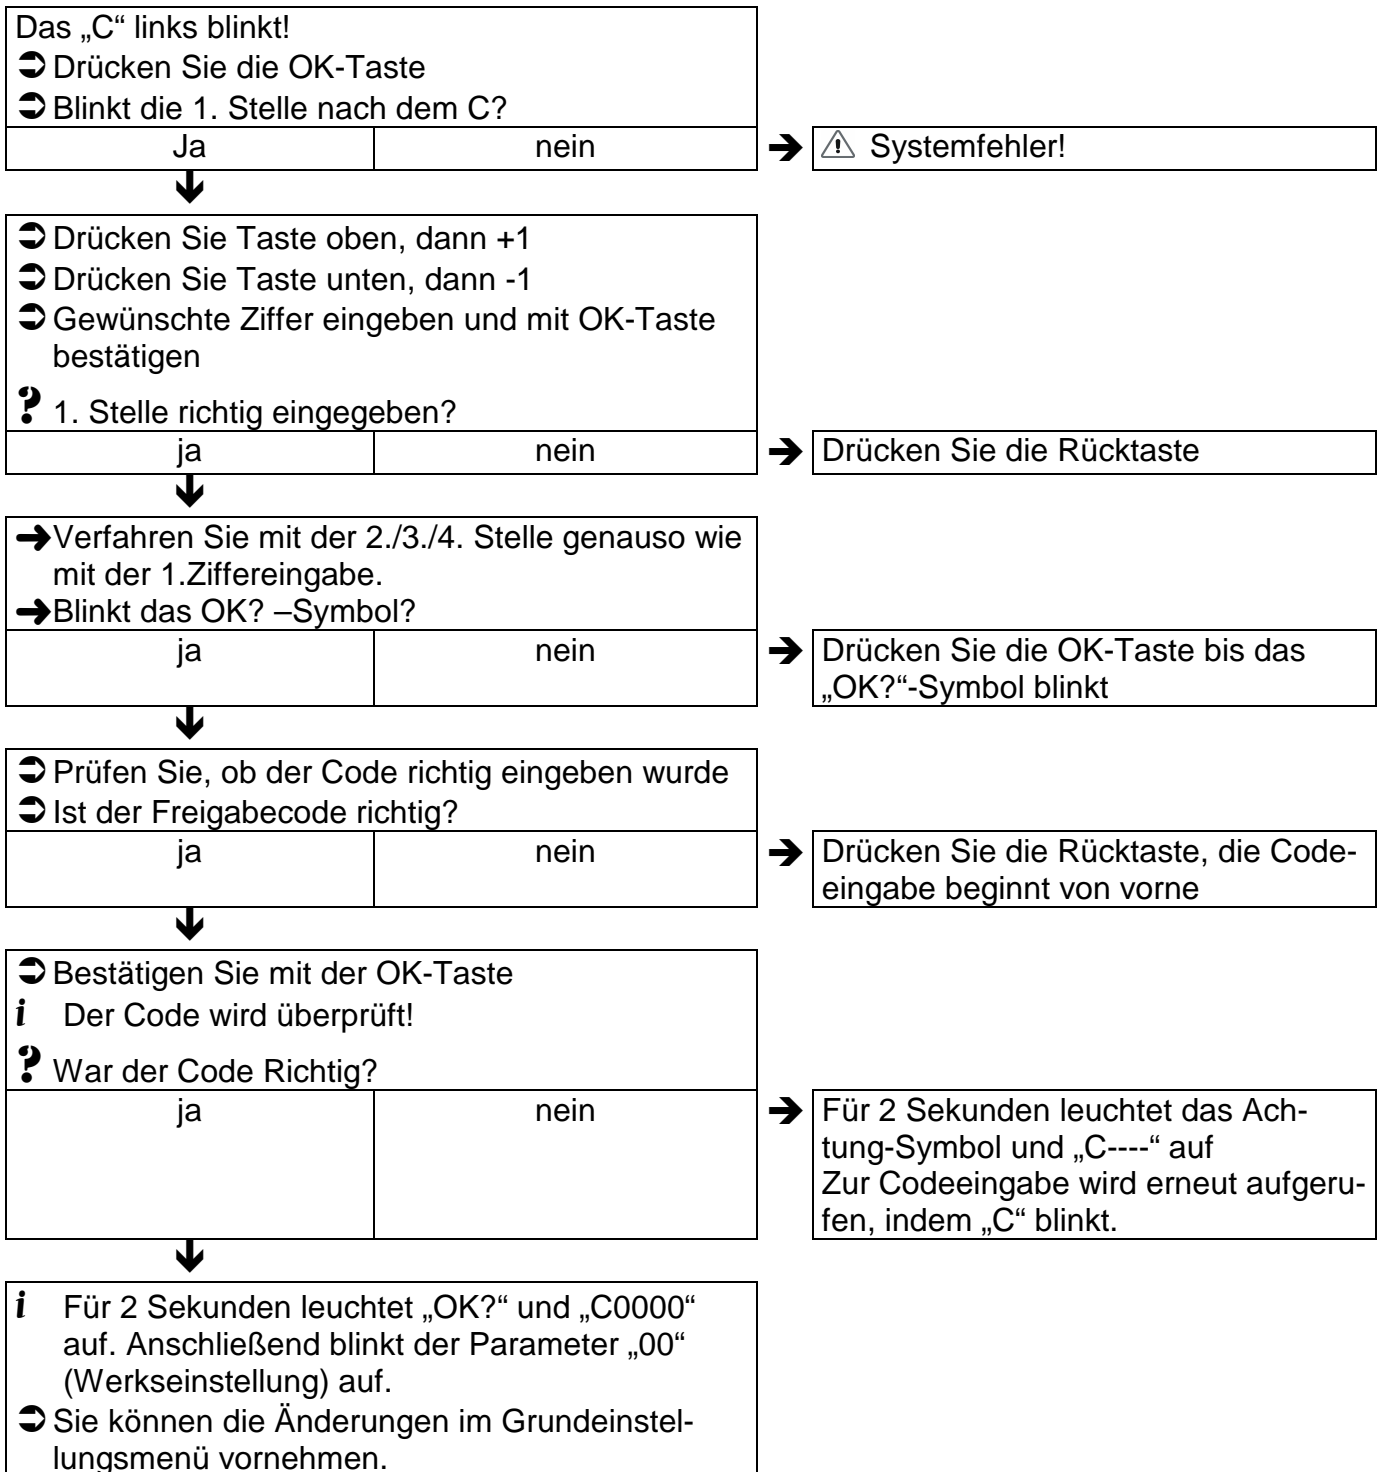 Das „C“ links blinkt!
➲ Drücken Sie die OK-Taste
➲ Blinkt die 1. Stelle nach dem C?
Ja nein ➔ ⚠ Systemfehler!
➲ Drücken Sie Taste oben, dann +1
➲ Drücken Sie Taste unten, dann -1
➲ Gewünschte Ziffer eingeben und mit OK-Taste
bestätigen
? 1. Stelle richtig eingegeben?
ja nein ➔ Drücken Sie die Rücktaste
➔ Verfahren Sie mit der 2./3./4. Stelle genauso wie
mit der 1.Ziffereingabe.
➔ Blinkt das OK? –Symbol?
ja nein ➔ Drücken Sie die OK-Taste bis das
„OK?“-Symbol blinkt
➲ Prüfen Sie, ob der Code richtig eingeben wurde
➲ Ist der Freigabecode richtig?
ja nein ➔ Drücken Sie die Rücktaste, die Code-
eingabe beginnt von vorne
➲ Bestätigen Sie mit der OK-Taste
i Der Code wird überprüft!
? War der Code Richtig?
ja nein ➔ Für 2 Sekunden leuchtet das Ach-
tung-Symbol und „C----“ auf
Zur Codeeingabe wird erneut aufgeru-
fen, indem „C“ blinkt.
i Für 2 Sekunden leuchtet „OK?“ und „C0000“
auf. Anschließend blinkt der Parameter „00“
(Werkseinstellung) auf.
➲ Sie können die Änderungen im Grundeinstel-
lungsmenü vornehmen.